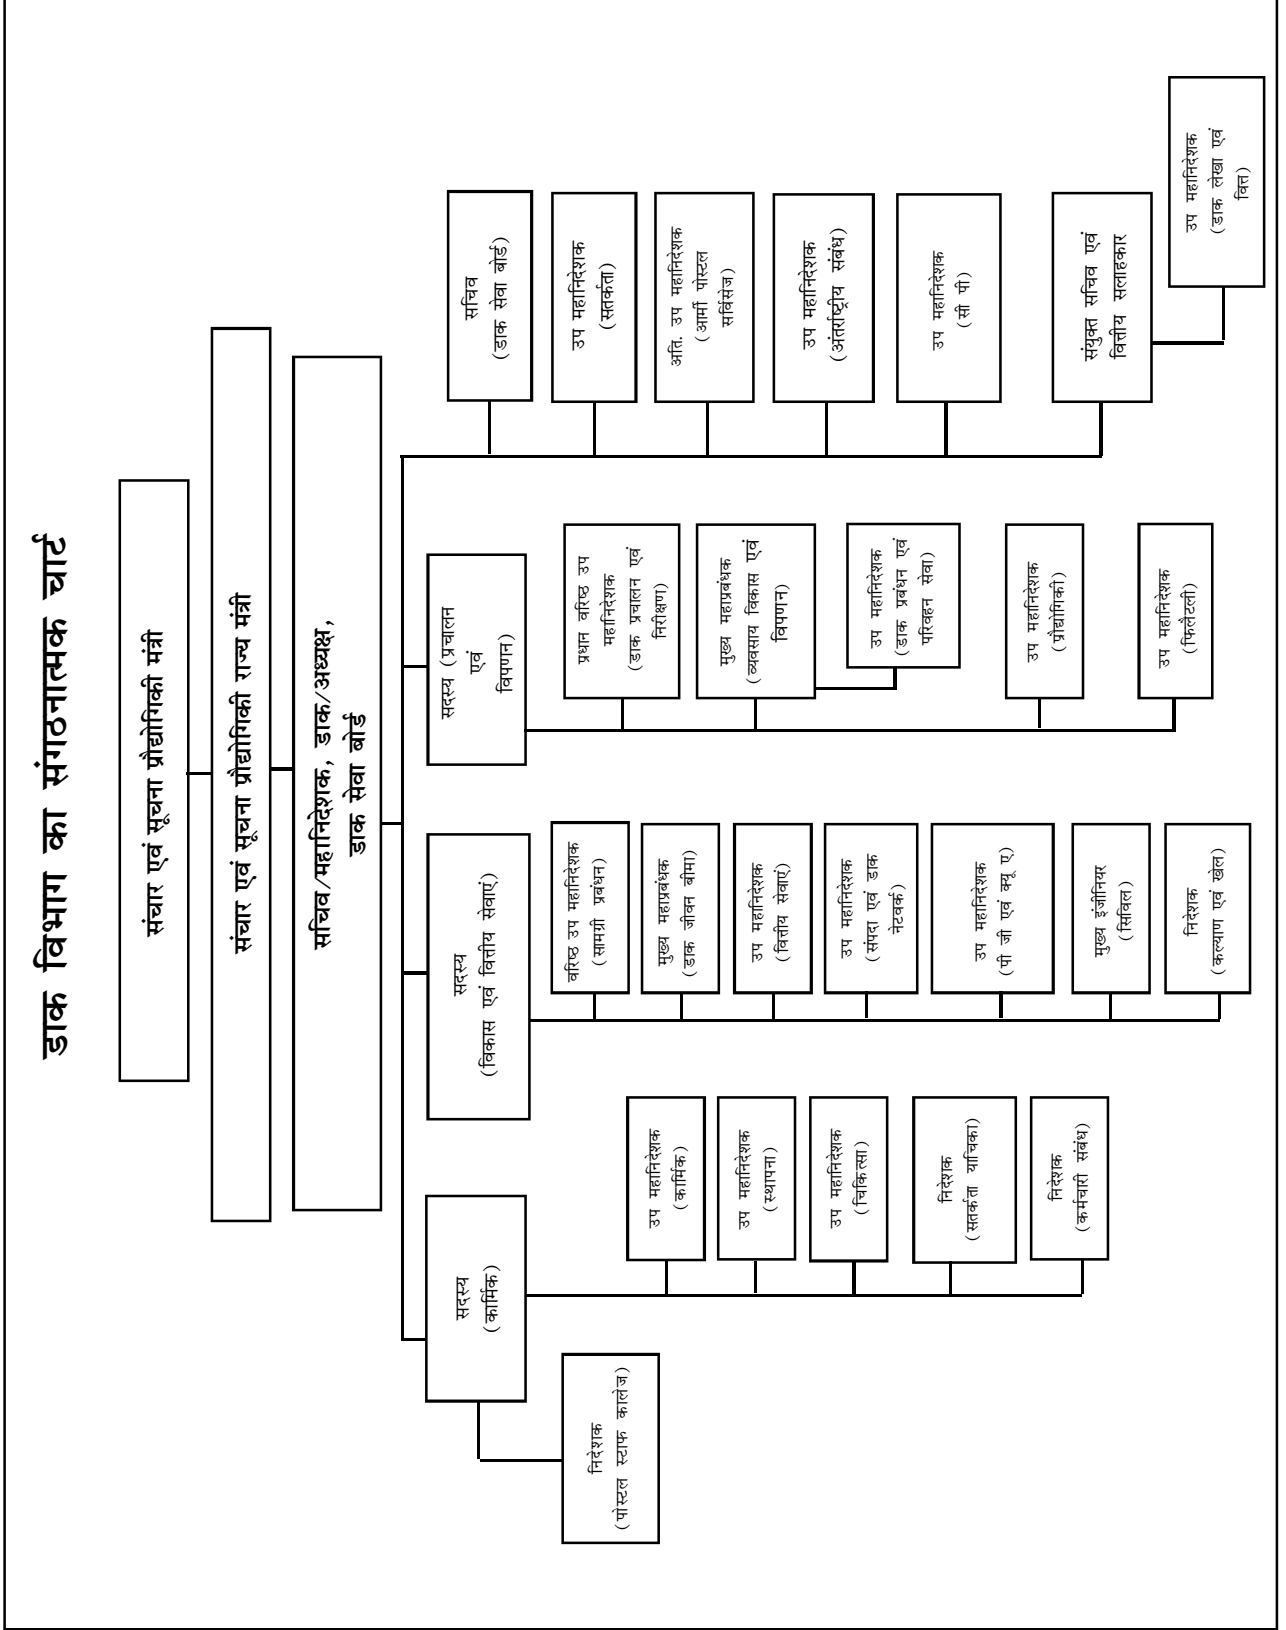 डाक विभाग का संगठनात्मक चार्ट
संचार एवं सूचना प्रौद्योगिकी मंत्री
संचार एवं सूचना प्रौद्योगिकी राज्य मंत्री
सचिव/महानिदेशक, डाक/अध्यक्ष,
डाक सेवा बोर्ड
सदस्य
(कार्मिक)
निदेशक
(पोस्टल स्टाफ कालेज)
उप महानिदेशक
(कार्मिक)
उप महानिदेशक
(स्थापना)
उप महानिदेशक
(चिकित्सा)
निदेशक
(सतर्कता याचिका)
निदेशक
(कर्मचारी संबंध)
सदस्य
(विकास एवं वित्तीय सेवाएं)
वरिष्ठ उप महानिदेशक
(सामग्री प्रबंधन)
मुख्य महाप्रबंधक
(डाक जीवन बीमा)
उप महानिदेशक
(वित्तीय सेवाएं)
उप महानिदेशक
(संपदा एवं डाक
नेटवर्क)
उप महानिदेशक
(पी जी एवं क्यू ए)
मुख्य इंजीनियर
(सिविल)
निदेशक
(कल्याण एवं खेल)
सदस्य (प्रचालन
एवं
विपणन)
प्रधान वरिष्ठ उप
महानिदेशक
(डाक प्रचालन एवं
निरीक्षण)
मुख्य महाप्रबंधक
(व्यवसाय विकास एवं
विपणन)
उप महानिदेशक
(डाक प्रबंधन एवं
परिवहन सेवा)
उप महानिदेशक
(प्रौद्योगिकी)
उप महानिदेशक
(फिलैटली)
सचिव
(डाक सेवा बोर्ड)
उप महानिदेशक
(सतर्कता)
अति. उप महानिदेशक
(आर्मी पोस्टल
सर्विसेज)
उप महानिदेशक
(अंतर्राष्ट्रीय संबंध)
उप महानिदेशक
(सी पी)
संयुक्त सचिव एवं
वित्तीय सलाहकार
उप महानिदेशक
(डाक लेखा एवं
वित्त)